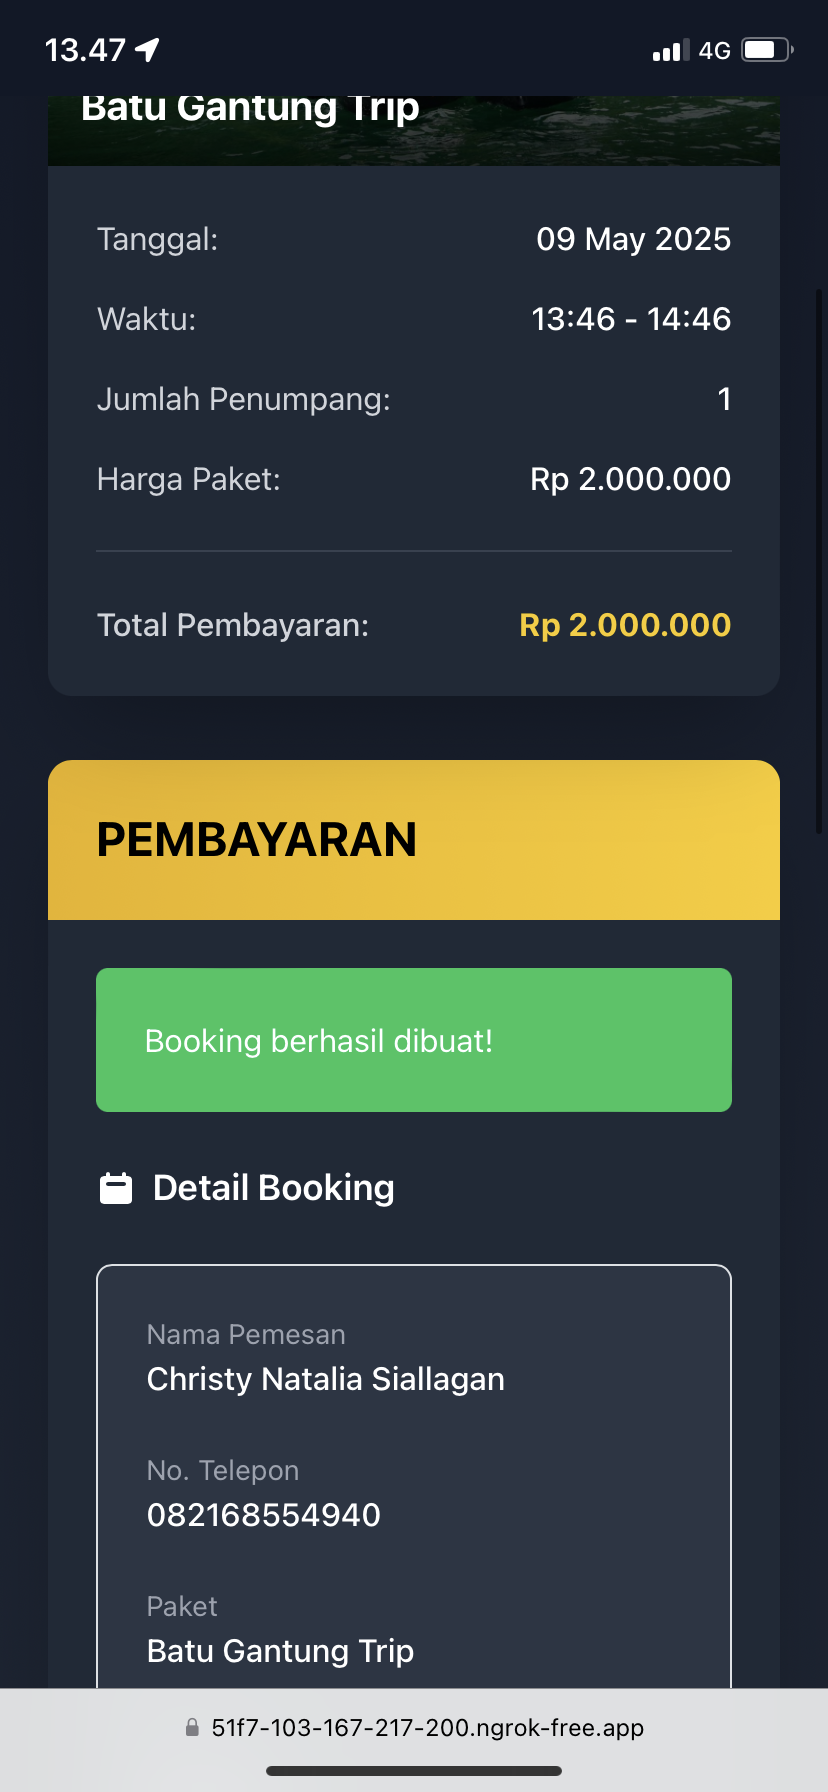 13.47
4G
Batu Gantung Trip
Tanggal: 09 May 2025
Waktu: 13:46 - 14:46
Jumlah Penumpang: 1
Harga Paket: Rp 2.000.000
Total Pembayaran: Rp 2.000.000
PEMBAYARAN
Booking berhasil dibuat!
Detail Booking
Nama Pemesan
Christy Natalia Siallagan
No. Telepon
082168554940
Paket
Batu Gantung Trip
51f7-103-167-217-200.ngrok-free.app